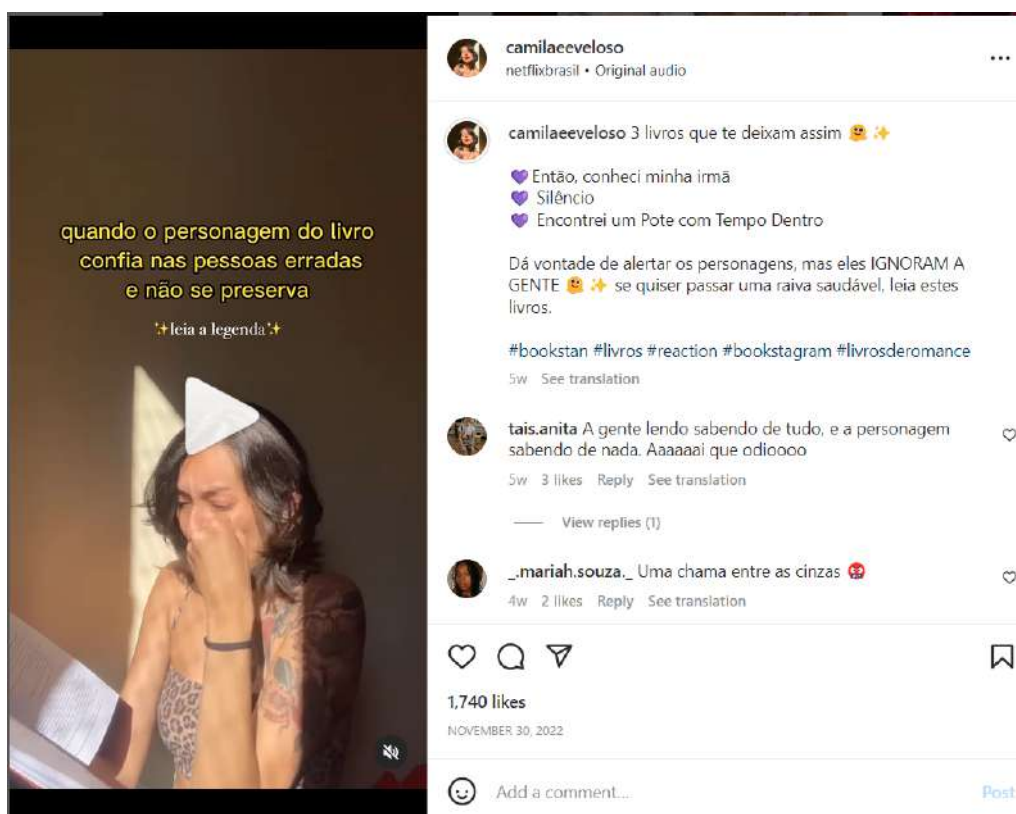 quando o personagem do livro
confia nas pessoas erradas
e não se preserva
✨leia a legenda✨
camilaeeveloso
netflixbrasil • Original audio
camilaeeveloso 3 livros que te deixam assim 🫠 ✨
💜 Então, conheci minha irmã
💜 Silêncio
💜 Encontrei um Pote com Tempo Dentro
Dá vontade de alertar os personagens, mas eles IGNORAM A
GENTE 🫠 ✨ se quiser passar uma raiva saudável, leia estes
livros.
#bookstan #livros #reaction #bookstagram #livrosderomance
5w See translation
tais.anita A gente lendo sabendo de tudo, e a personagem
sabendo de nada. Aaaaaai que odioooo
5w 3 likes Reply See translation
View replies (1)
_.mariah.souza._ Uma chama entre as cinzas 🤬
4w 2 likes Reply See translation
1,740 likes
NOVEMBER 30, 2022
Add a comment...
Post